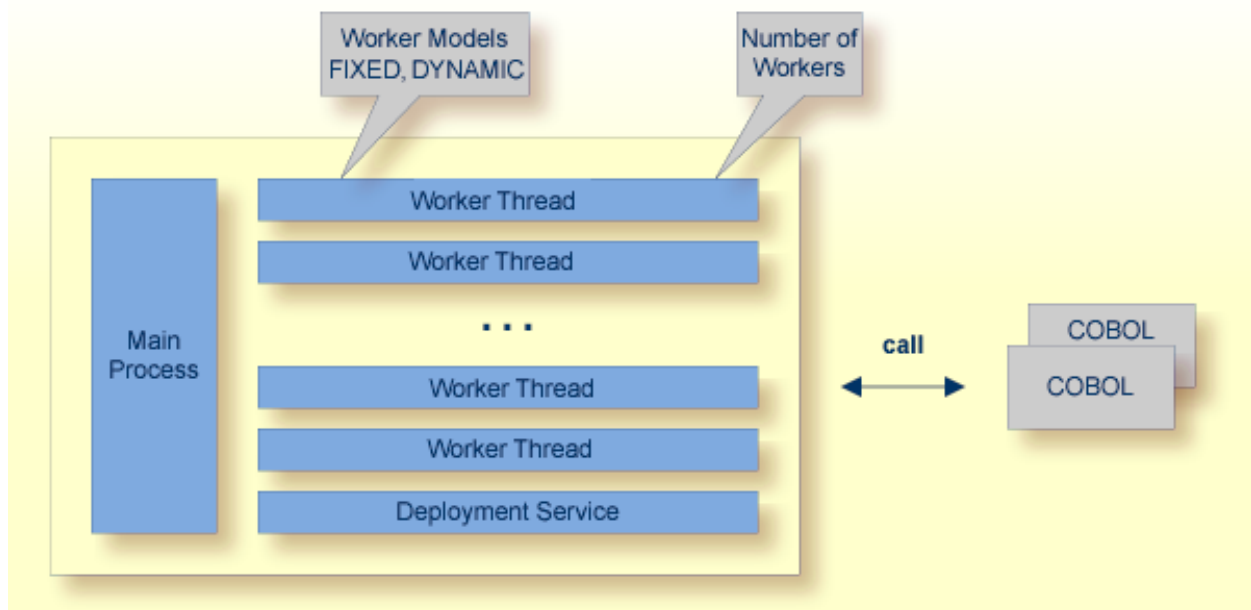 Worker Models
FIXED, DYNAMIC
Number of
Workers
Worker Thread
Worker Thread
...
Main
Process
Worker Thread
Worker Thread
Deployment Service
call
COBOL
COBOL